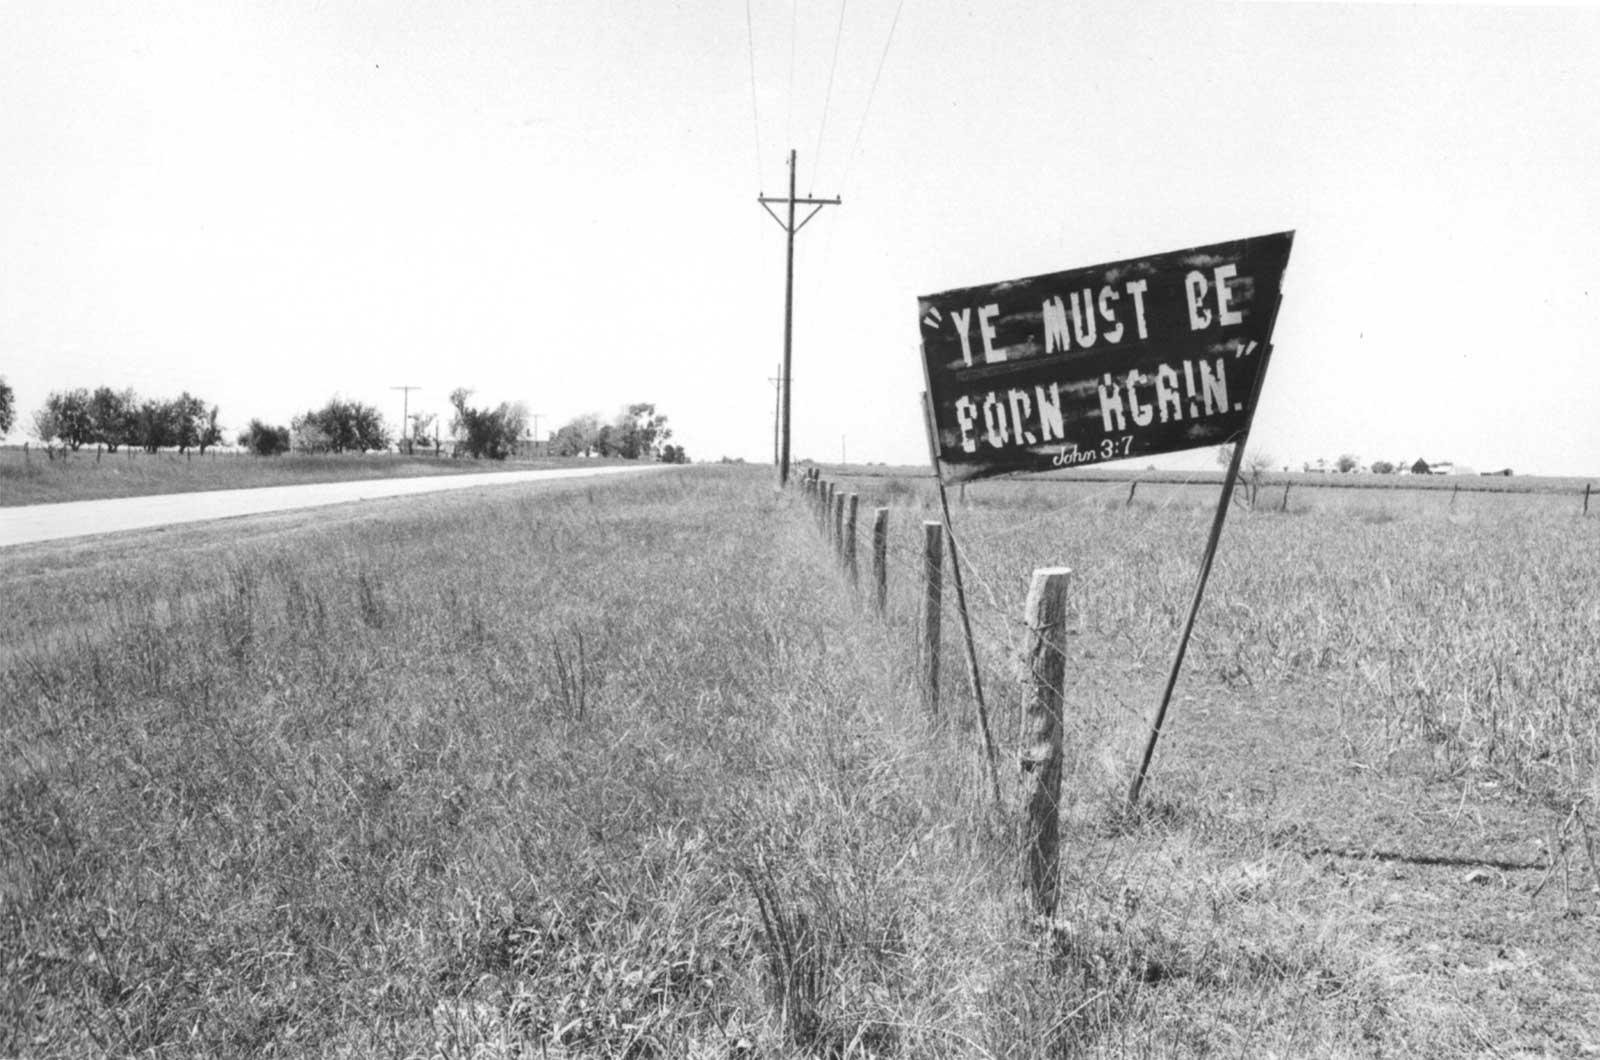 "YE MUST BE
BORN AGAIN."
John 3:7